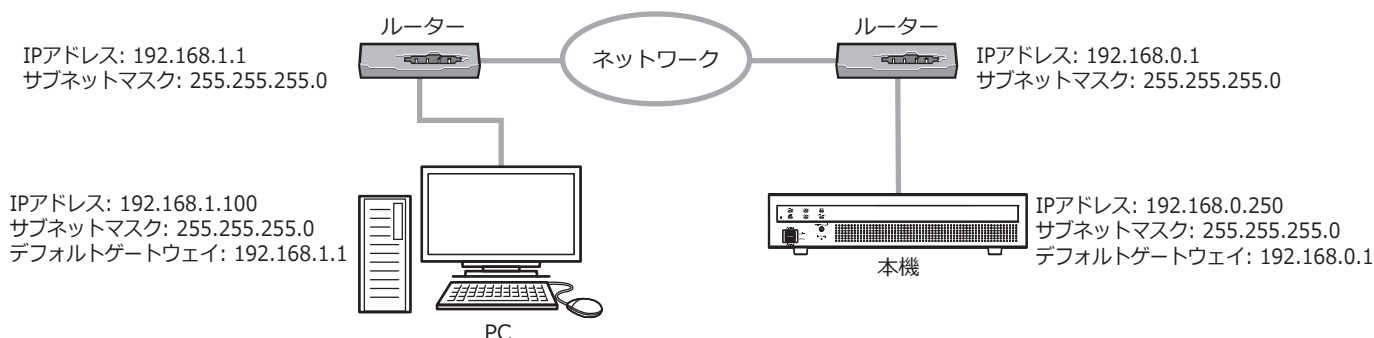 ルーター
ルーター
IPアドレス: 192.168.1.1
サブネットマスク: 255.255.255.0
ネットワーク
IPアドレス: 192.168.0.1
サブネットマスク: 255.255.255.0
IPアドレス: 192.168.1.100
サブネットマスク: 255.255.255.0
デフォルトゲートウェイ: 192.168.1.1
IPアドレス: 192.168.0.250
サブネットマスク: 255.255.255.0
デフォルトゲートウェイ: 192.168.0.1
本機
PC